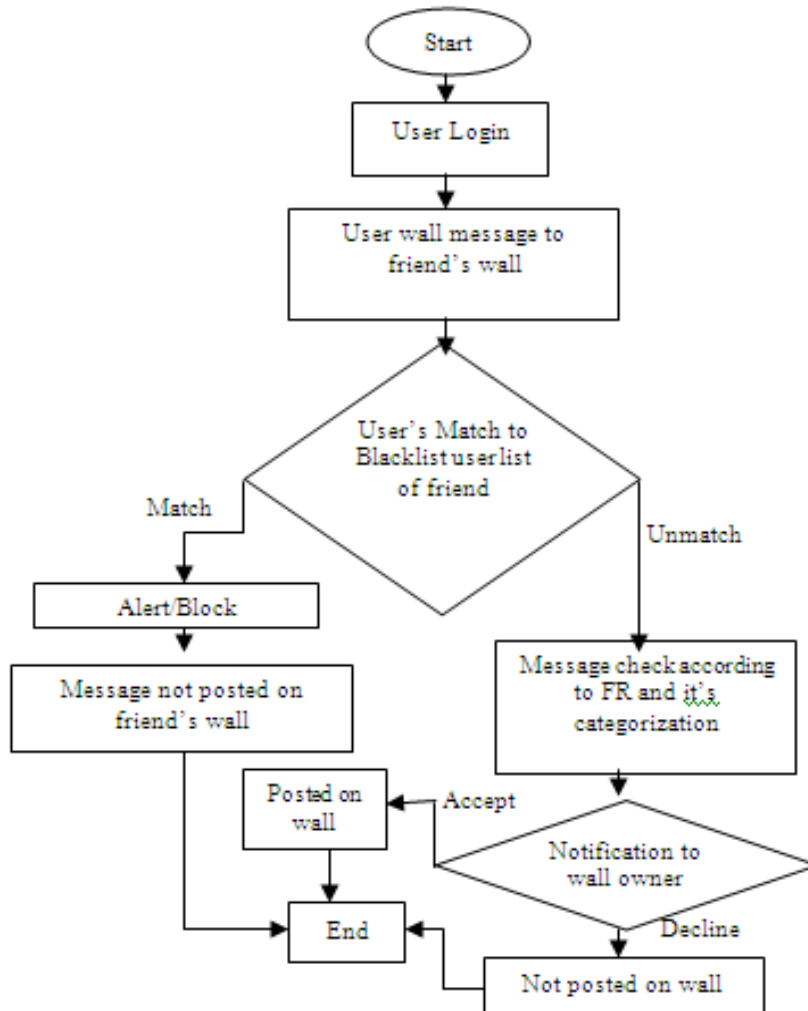 Start
User Login
User wall message to
friend's wall
User's Match to
Blacklist user list
of friend
Match
Unmatch
Alert/Block
Message not posted on
friend's wall
Message check according
to FR and it's
categorization
Posted on
wall
Accept
Notification to
wall owner
End
Decline
Not posted on wall